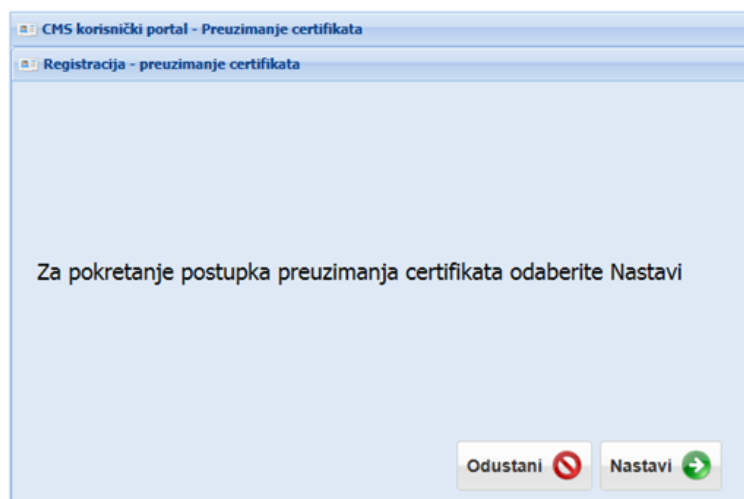 CMS korisnički portal - Preuzimanje certifikata
Registracija - preuzimanje certifikata
Za pokretanje postupka preuzimanja certifikata odaberite Nastavi
Odustani
Nastavi